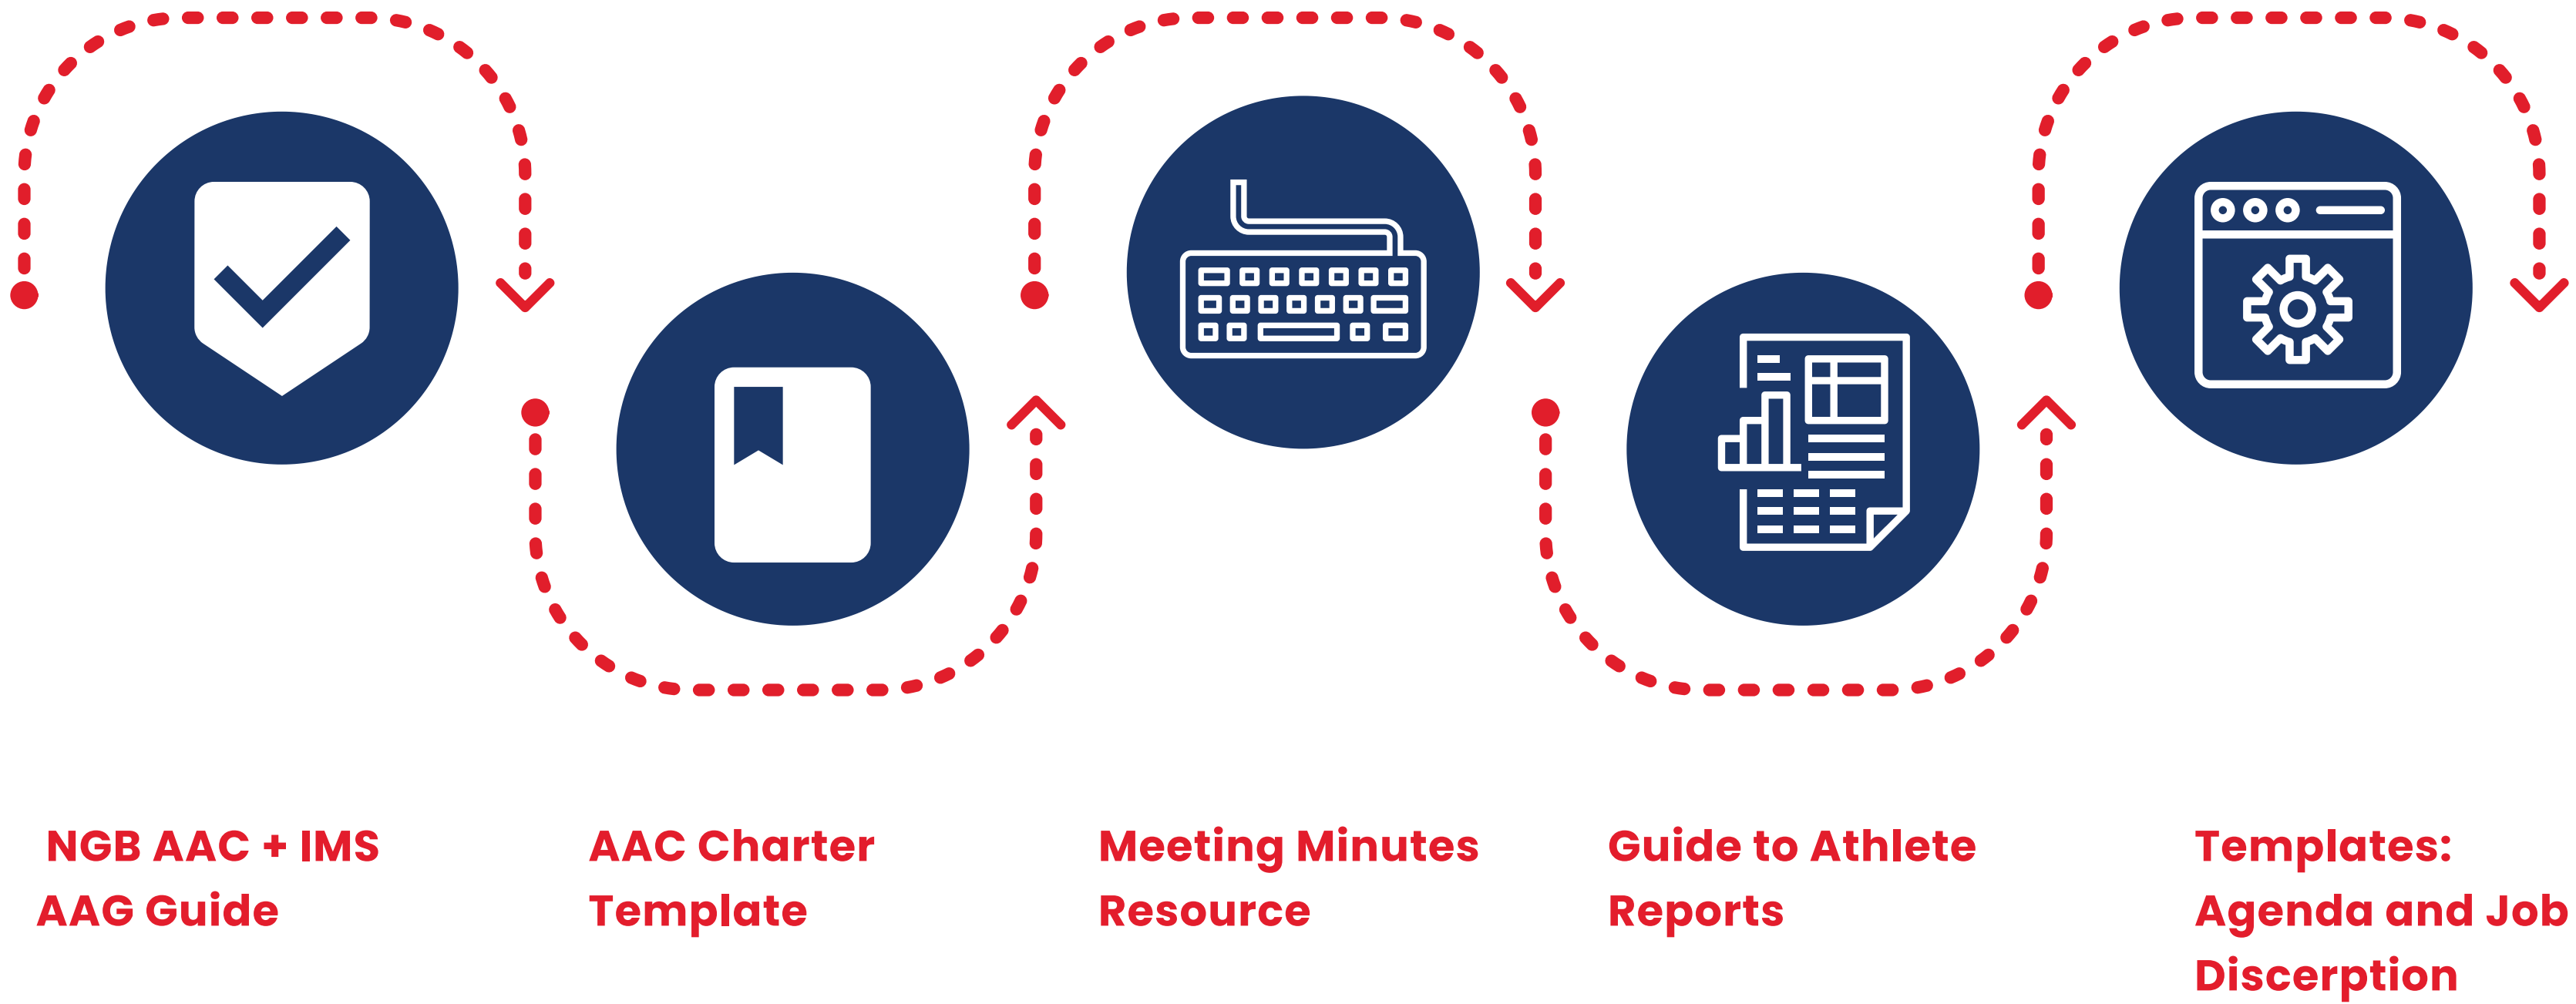 NGB AAC + IMS
AAG Guide
AAC Charter
Template
Meeting Minutes
Resource
Guide to Athlete
Reports
Templates:
Agenda and Job
Discerption